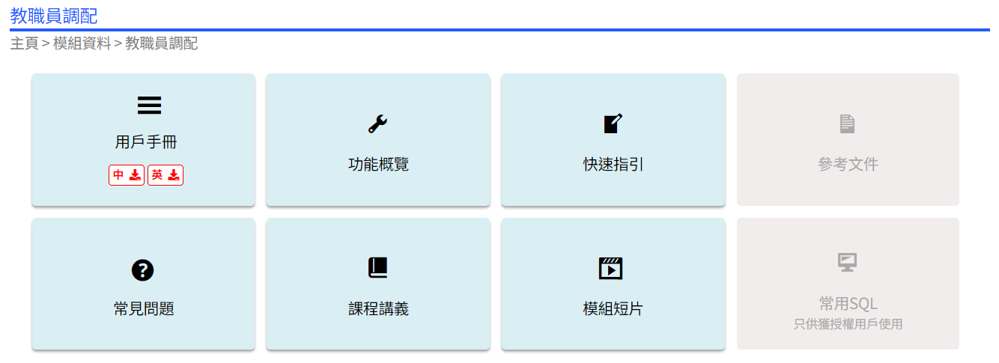 教職員調配
主頁 > 模組資料 > 教職員調配
用戶手冊
中 英
功能概覽
快速指引
參考文件
常見問題
課程講義
模組短片
常用SQL
只供獲授權用戶使用